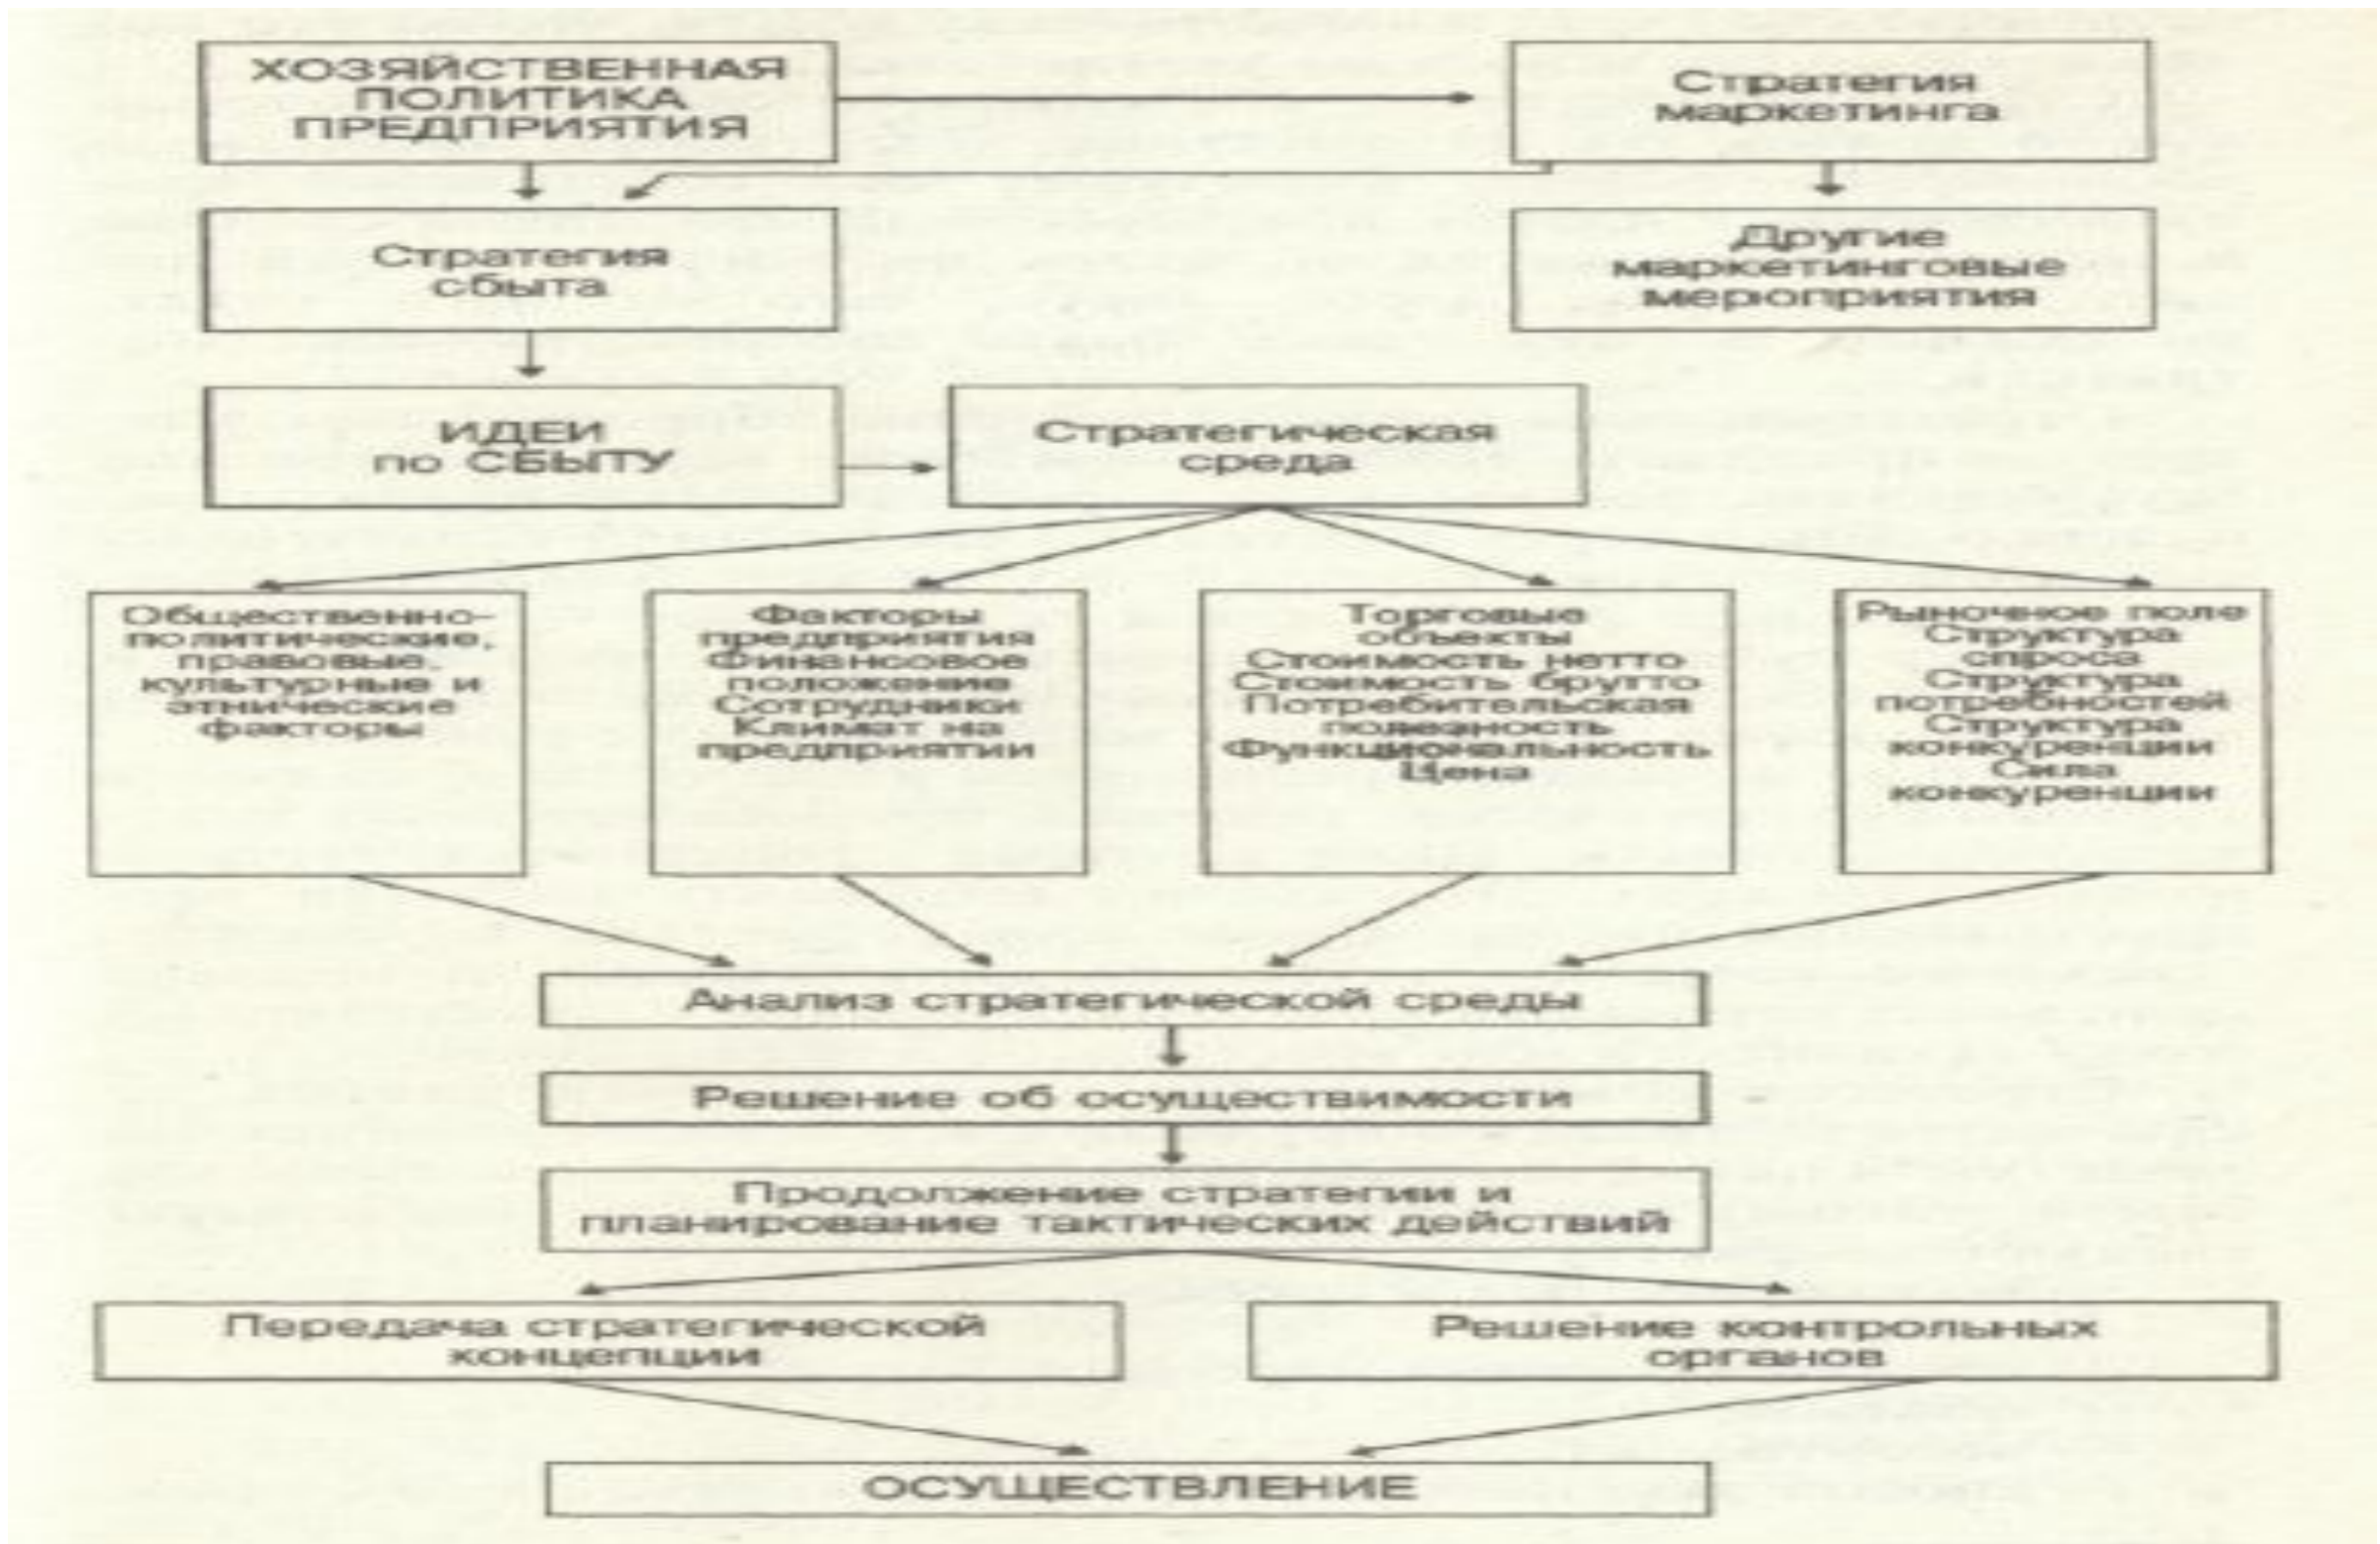 ХОЗЯЙСТВЕННАЯ
ПОЛИТИКА
ПРЕДПРИЯТИЯ
Стратегия
маркетинга
Стратегия
сбыта
Другие
маркетинговые
мероприятия
ИДЕИ
по СБЫТУ
Стратегическая
среда
Общественно-
политические,
правовые,
культурные и
этнические
факторы
Факторы
предприятия
Финансовое
положение
Сотрудники
Климат на
предприятии
Торговые
объекты
Стоимость нетто
Стоимость брутто
Потребительская
полезность
Функциональность
Цена
Рыночное поле
Структура
спроса
Структура
потребностей
Структура
конкуренции
Сила
конкуренции
Анализ стратегической среды
Решение об осуществимости
Продолжение стратегии и
планирование тактических действий
Передача стратегической
концепции
Решение контрольных
органов
ОСУЩЕСТВЛЕНИЕ